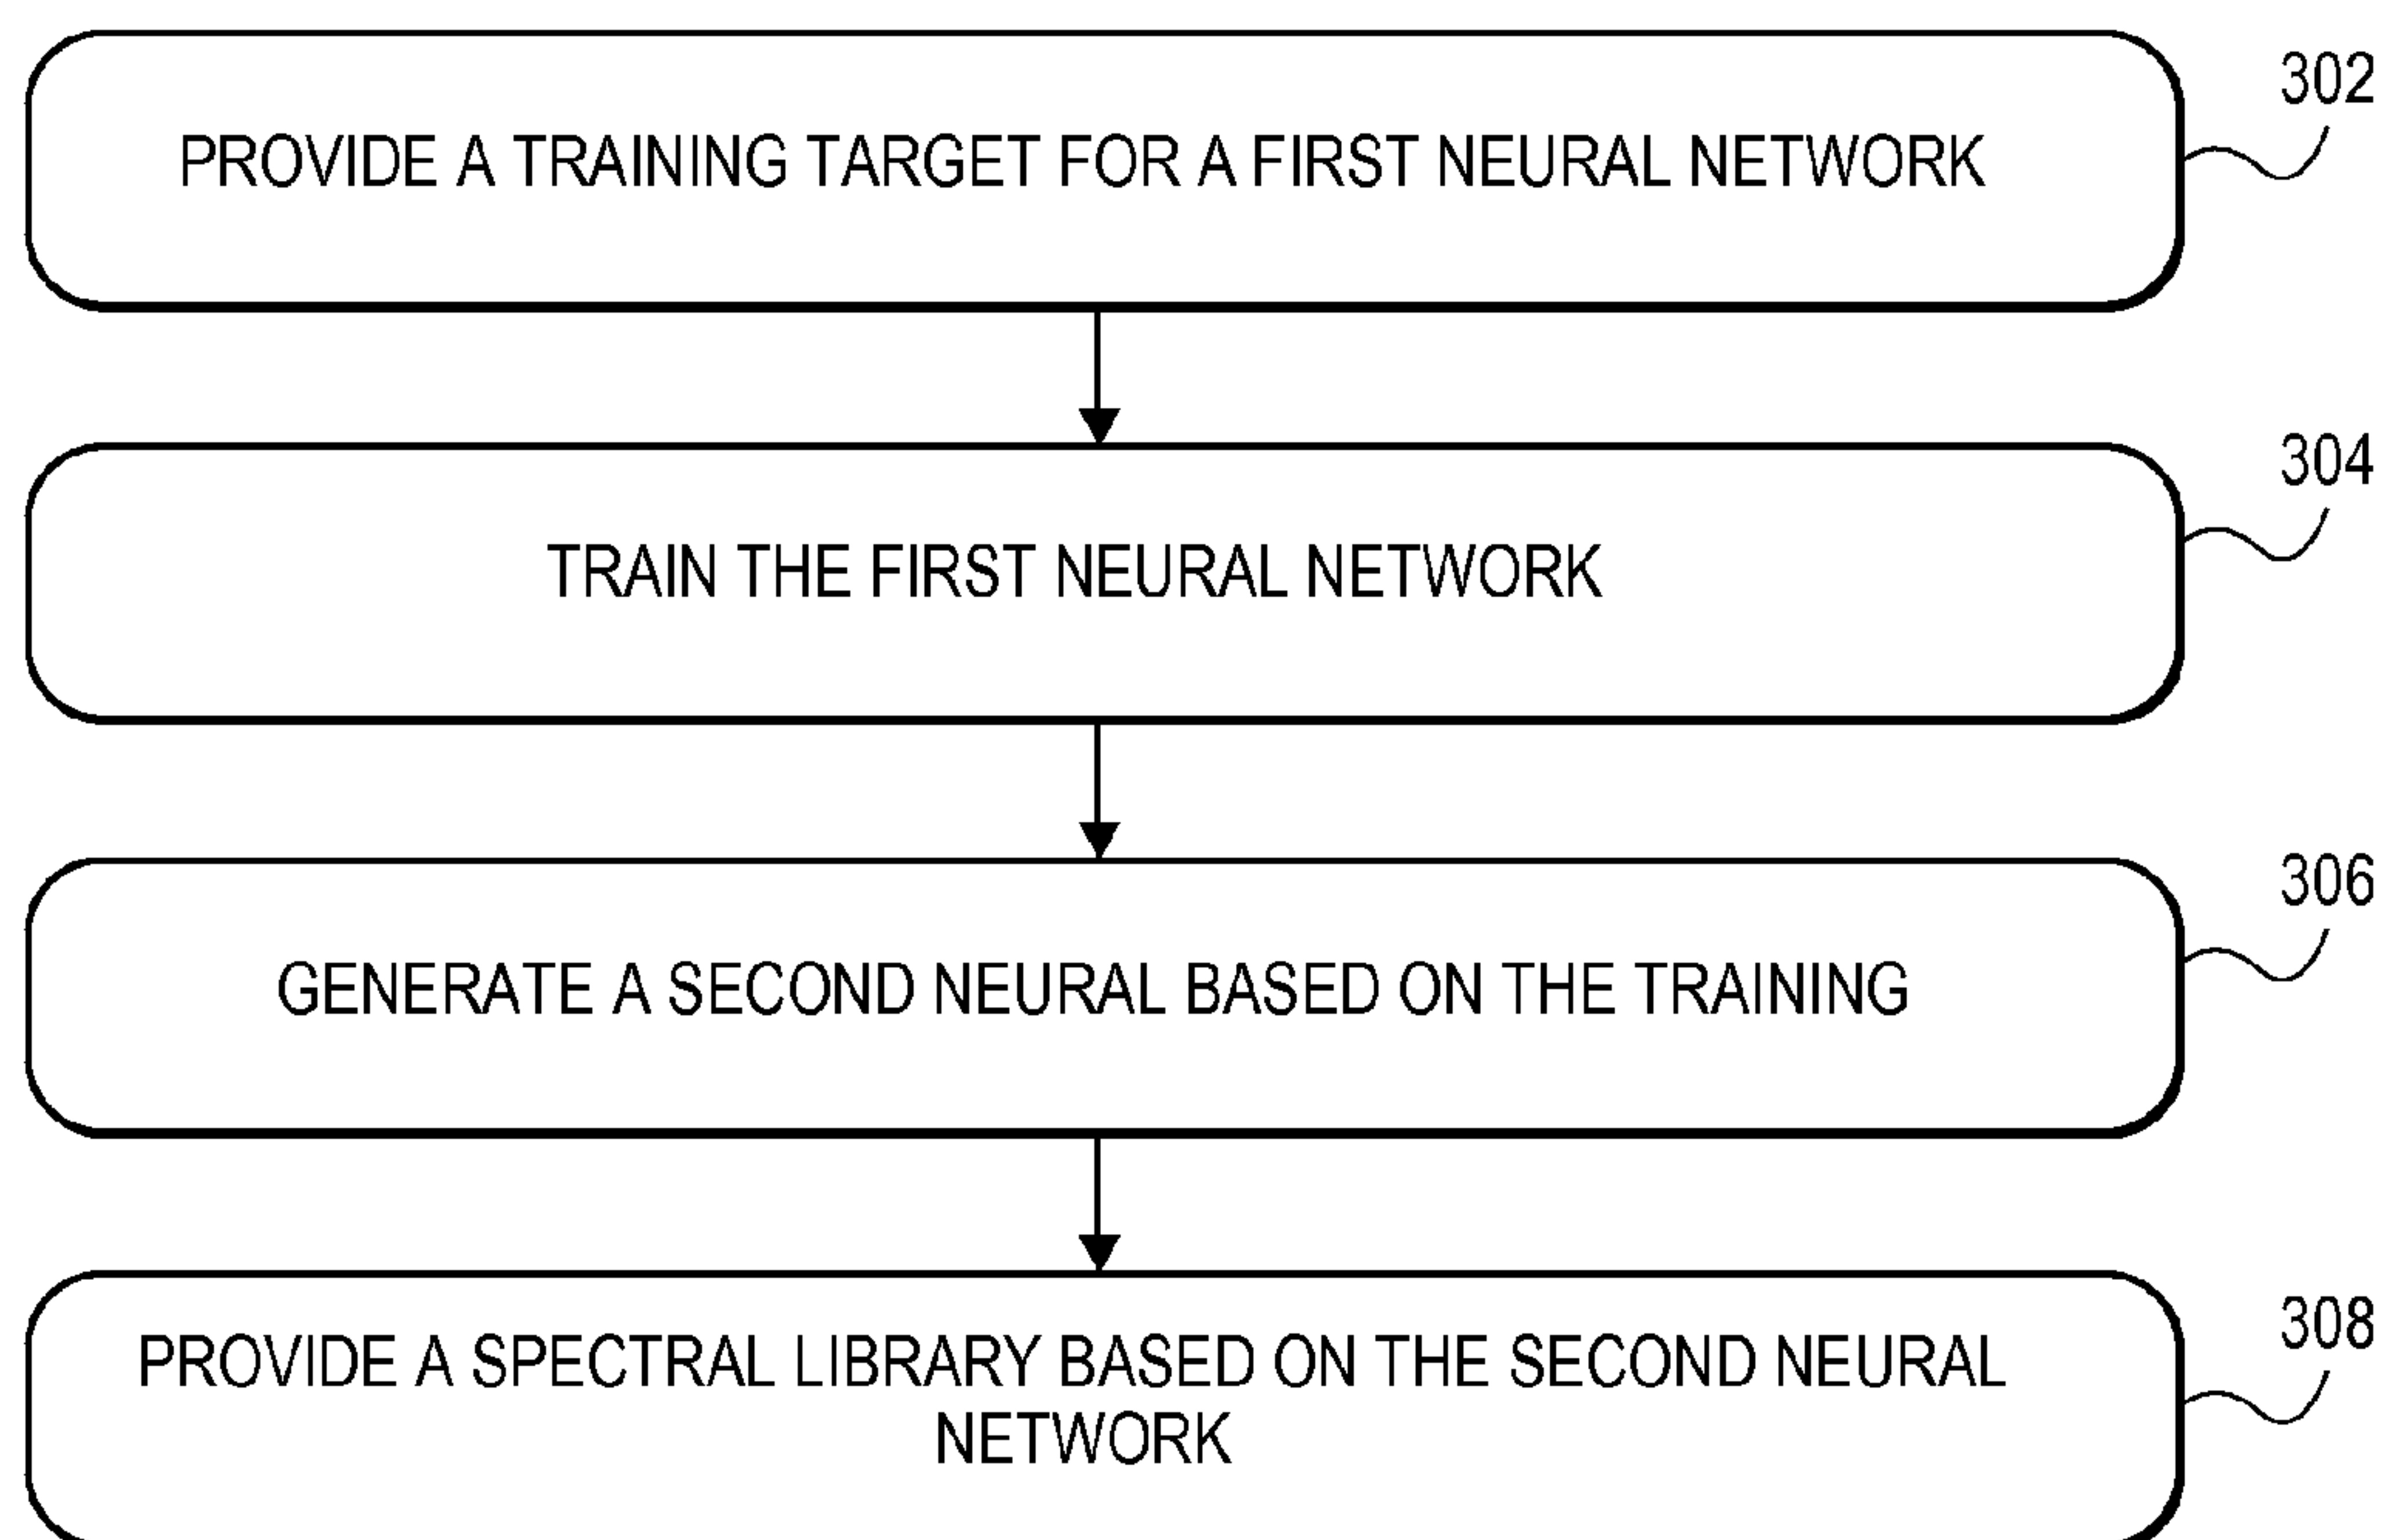 302
PROVIDE A TRAINING TARGET FOR A FIRST NEURAL NETWORK
304
TRAIN THE FIRST NEURAL NETWORK
306
GENERATE A SECOND NEURAL BASED ON THE TRAINING
308
PROVIDE A SPECTRAL LIBRARY BASED ON THE SECOND NEURAL
NETWORK